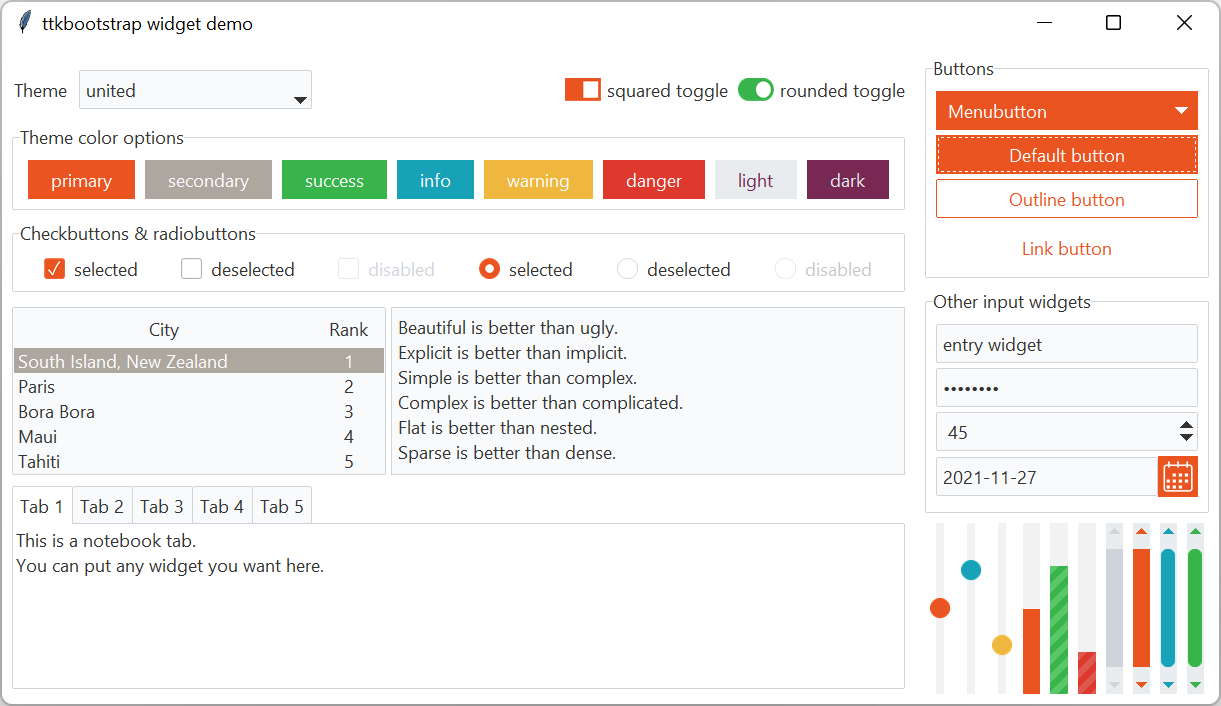 ttkbootstrap widget demo
Theme united squared toggle rounded toggle
Theme color options
primary secondary success info warning danger light dark
Checkbuttons & radiobuttons
selected deselected disabled selected deselected disabled
City Rank
South Island, New Zealand 1
Paris 2
Bora Bora 3
Maui 4
Tahiti 5
Beautiful is better than ugly.
Explicit is better than implicit.
Simple is better than complex.
Complex is better than complicated.
Flat is better than nested.
Sparse is better than dense.
Tab 1 Tab 2 Tab 3 Tab 4 Tab 5
This is a notebook tab.
You can put any widget you want here.
Buttons
Menubutton
Default button
Outline button
Link button
Other input widgets
entry widget
••••••••
45
2021-11-27